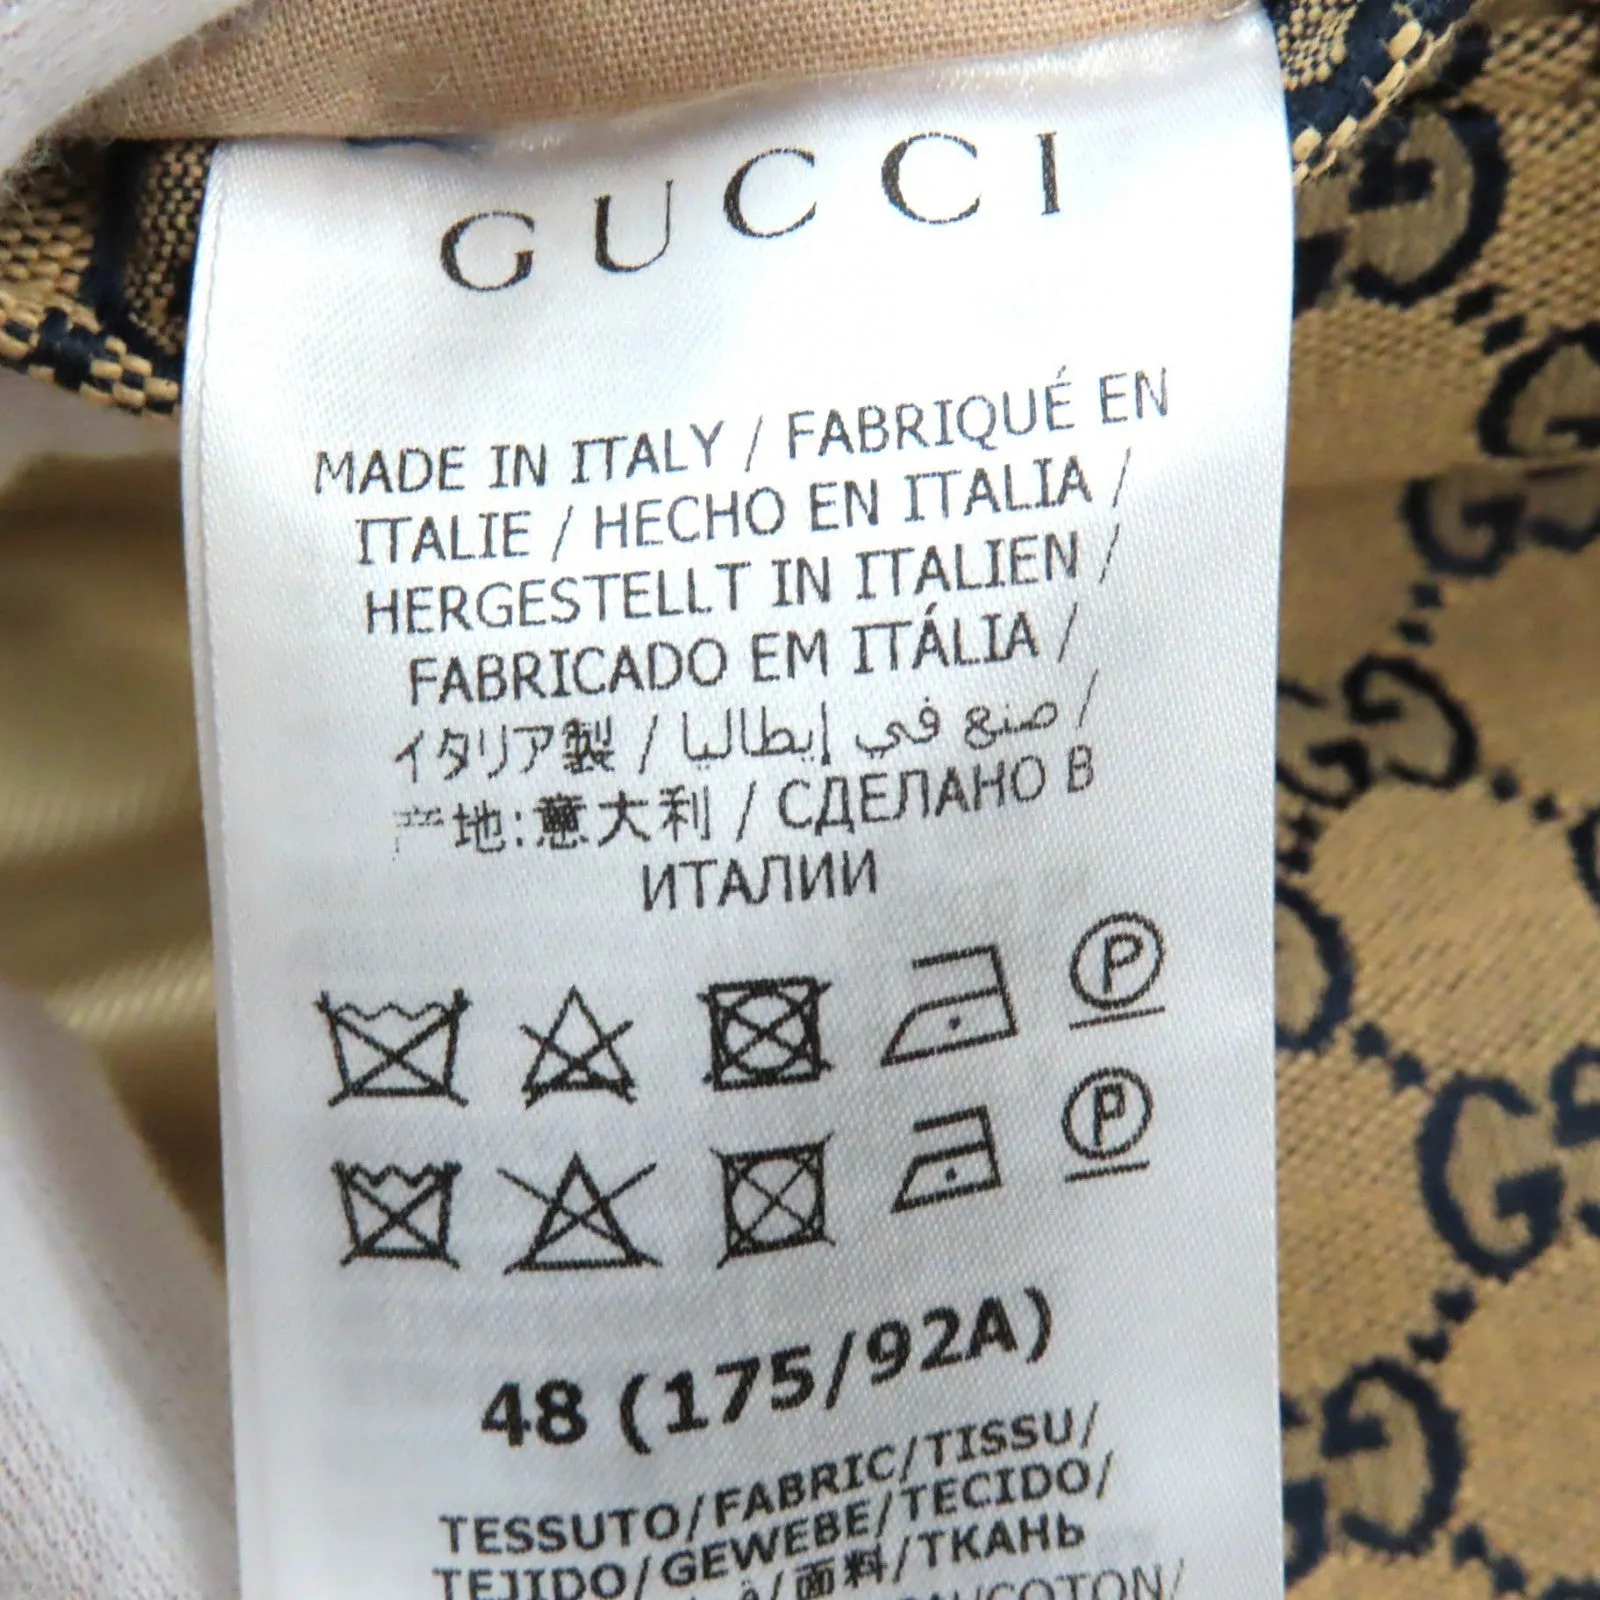 GUCCI
MADE IN ITALY / FABRIQUÉ EN
ITALIE / HECHO EN ITALIA /
HERGESTELLT IN ITALIEN /
FABRICADO EM ITÁLIA /
イタリア製 / صنع في إيطاليا /
产地:意大利 / СДЕЛАНО В
ИТАЛИИ
P
P
48 (175/92A)
TESSUTO/FABRIC/TISSU/
TEJIDO/GEWEBE/TECIDO/
面料/ТКАНЬ
COTON/